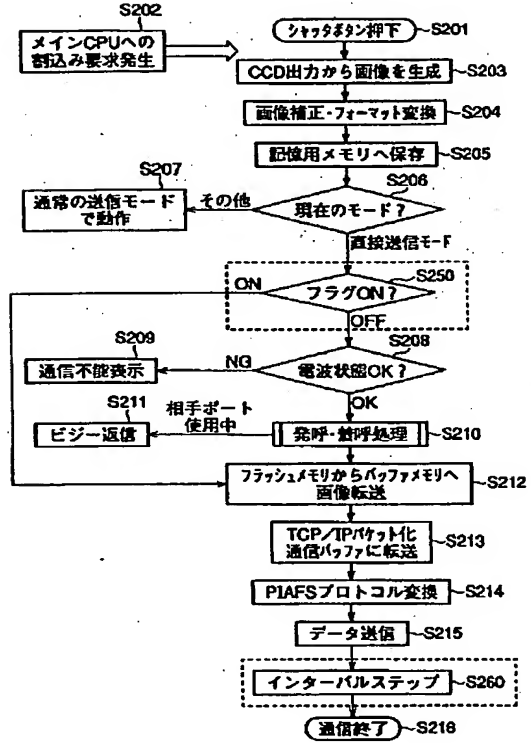 S202
メインCPUへの
割込み要求発生
シャッタボタン押下
S201
CCD出力から画像を生成
S203
画像補正・フォーマット変換
S204
記憶用メモリへ保存
S205
S207
通常の送信モード
で動作
その他
現在のモード？
S206
直接送信モード
ON
フラグON？
S250
OFF
S209
通信不能表示
NG
電波状態OK？
S208
OK
S211
ビジー返信
相手ポート
使用中
発呼・着呼処理
S210
フラッシュメモリからバッファメモリへ
画像転送
S212
TCP／IPパケット化
通信バッファに転送
S213
PIAFSプロトコル変換
S214
データ送信
S215
インターバルステップ
S260
通信終了
S216